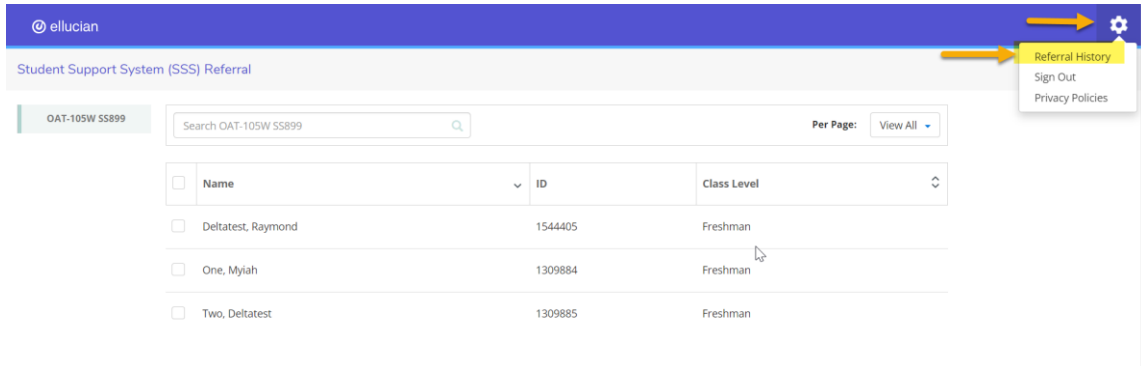 ellucian
Referral History
Sign Out
Privacy Policies
Student Support System (SSS) Referral
OAT-105W SS899
Search OAT-105W SS899
Per Page: View All
Name ID Class Level
Deltatest, Raymond 1544405 Freshman
One, Myiah 1309884 Freshman
Two, Deltatest 1309885 Freshman